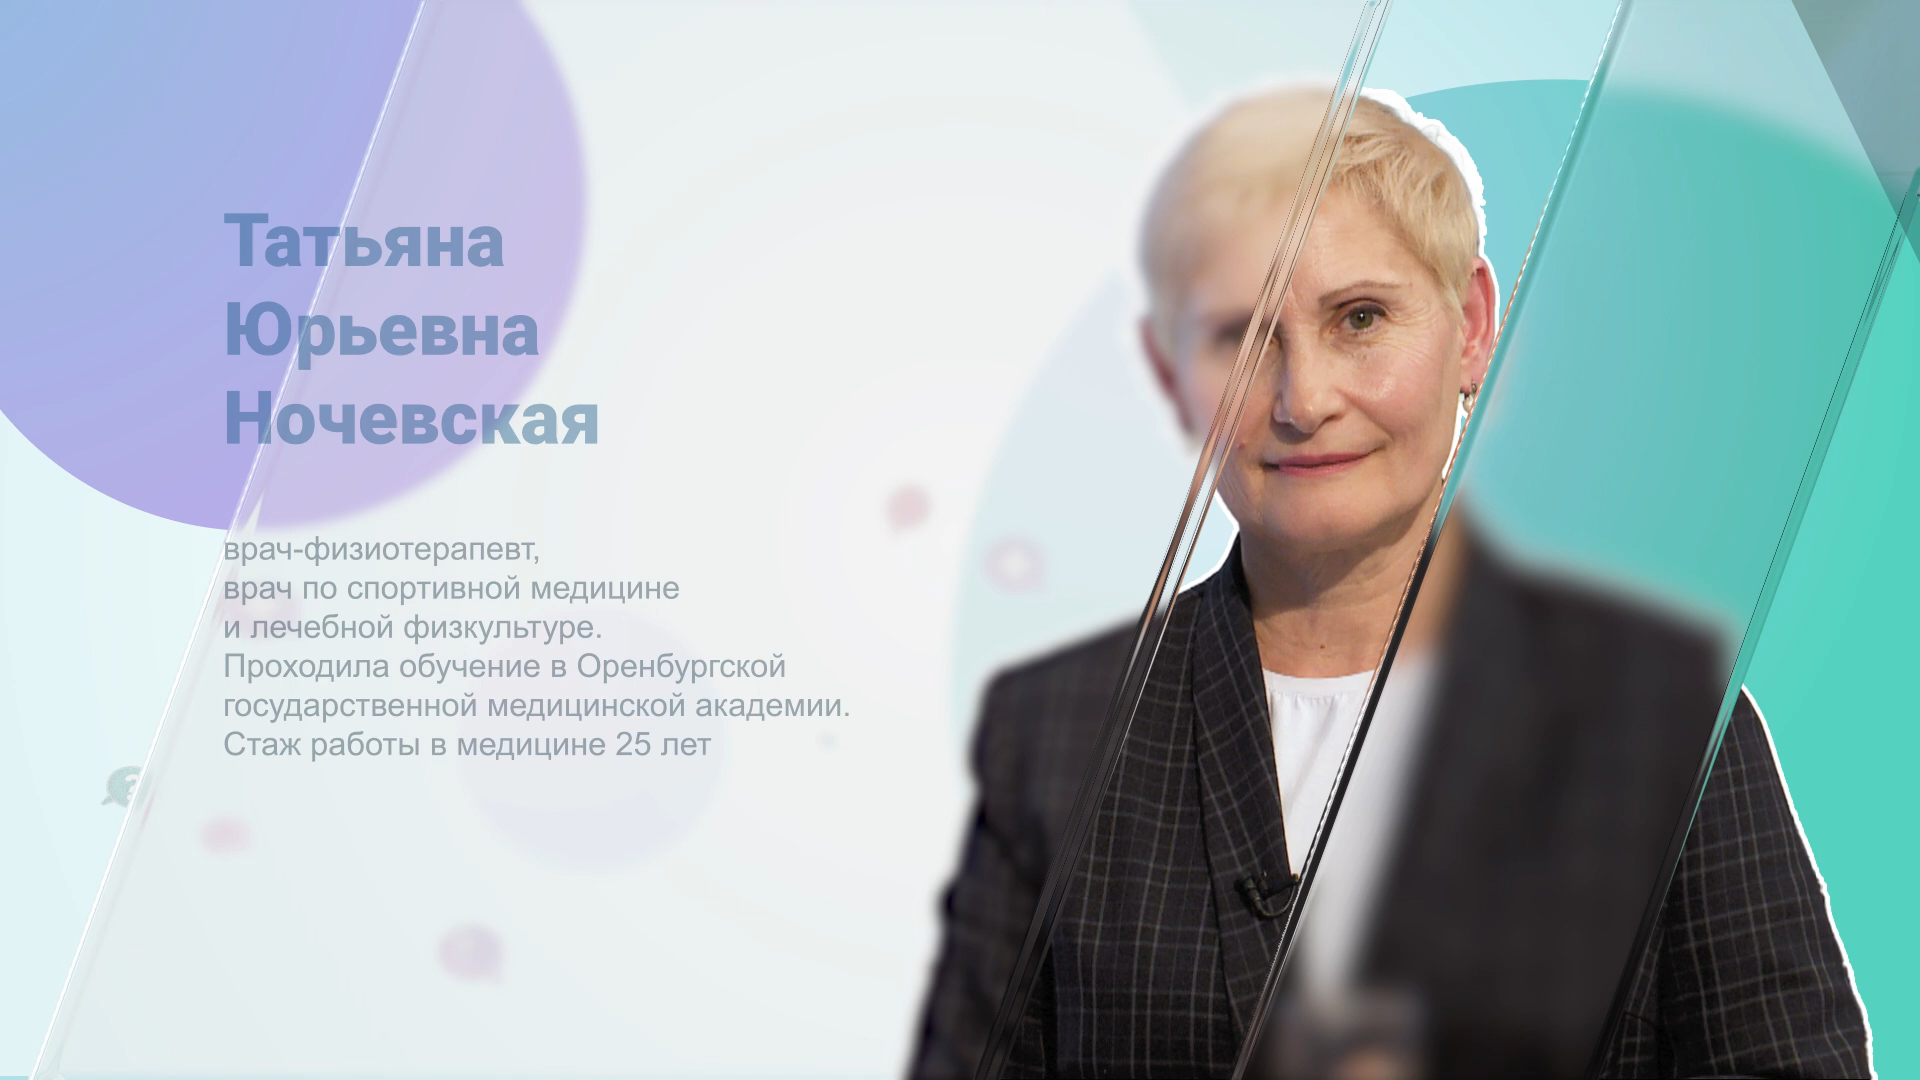 Татьяна
Юрьевна
Ночевская
врач-физиотерапевт,
врач по спортивной медицине
и лечебной физкультуре.
Проходила обучение в Оренбургской
государственной медицинской академии.
Стаж работы в медицине 25 лет